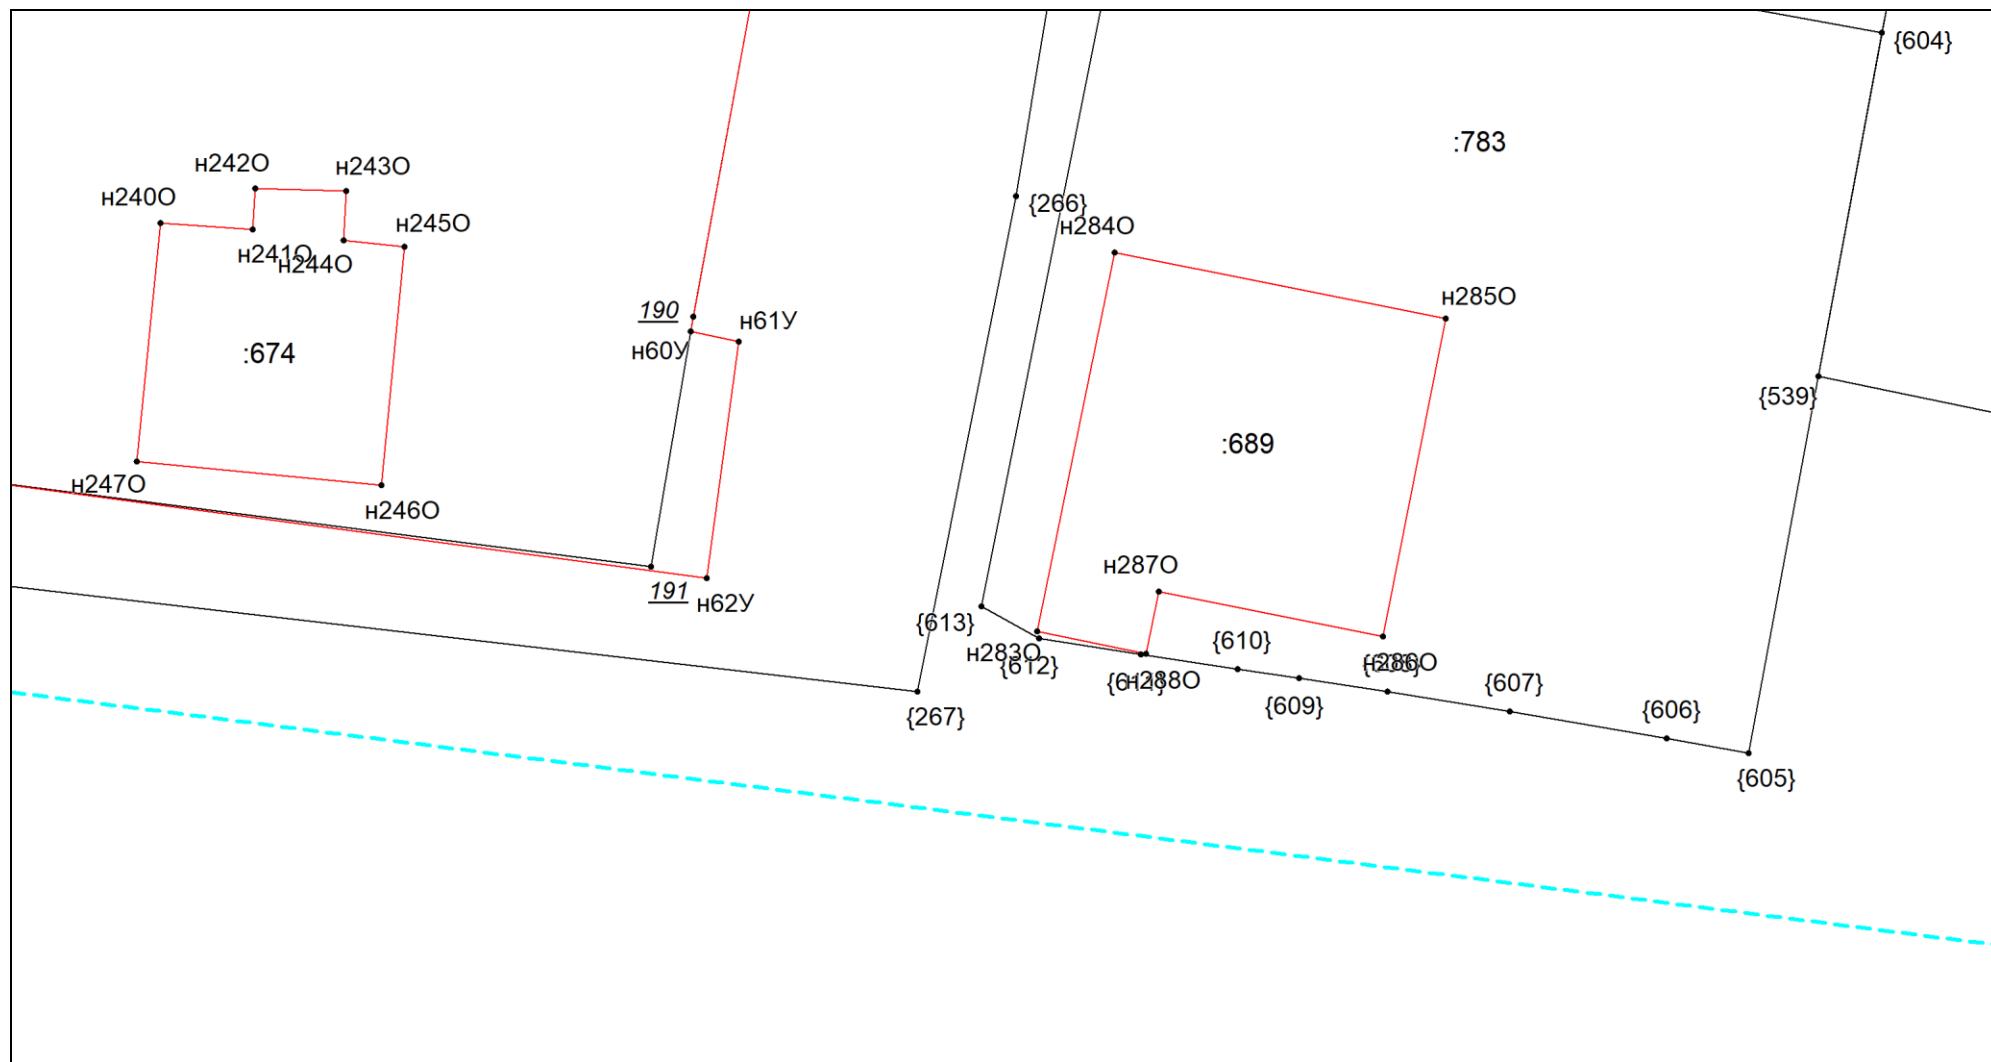 {604}
:783
н242О
н243О
н240О
н245О
{266}
н284О
н241О
н244О
190
н61У
н285О
н60У
:674
{539}
:689
н247О
н246О
н287О
191
н62У
{613}
н283О
{612}
{610}
н286О
н288О
{609}
{607}
{606}
{267}
{605}